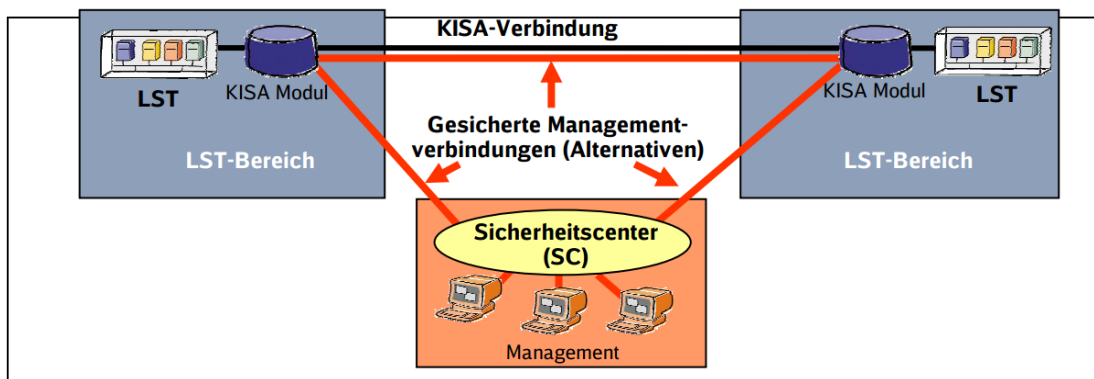 KISA-Verbindung
LST
KISA Modul
LST-Bereich
KISA Modul
LST
LST-Bereich
Gesicherte Management-
verbindungen (Alternativen)
Sicherheitscenter
(SC)
Management